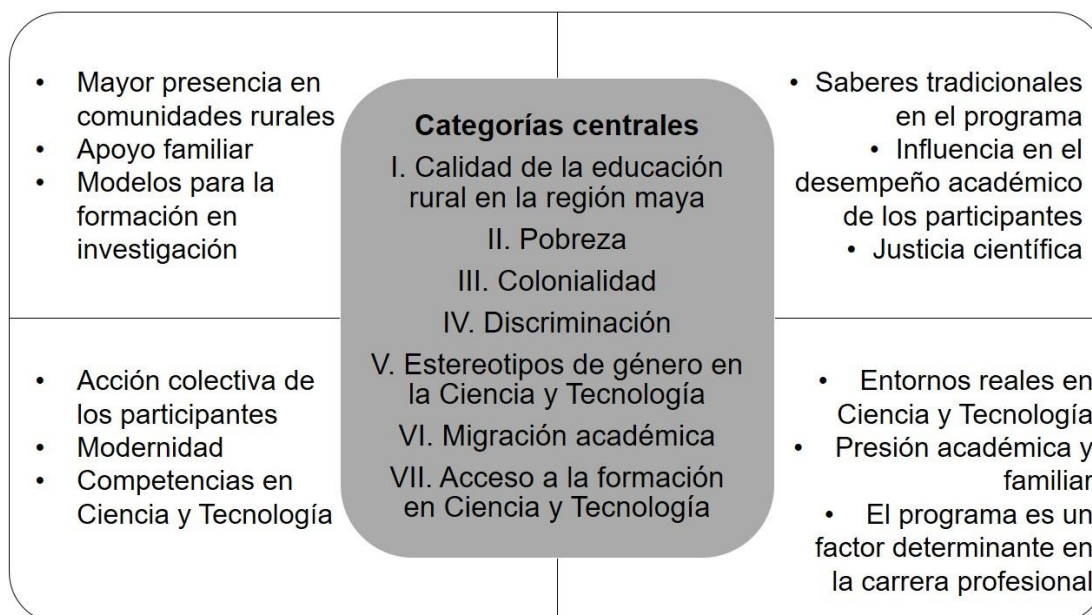 • Mayor presencia en
comunidades rurales
• Apoyo familiar
• Modelos para la
formación en
investigación
• Saberes tradicionales
en el programa
• Influencia en el
desempeño académico
de los participantes
• Justicia científica
Categorías centrales
I. Calidad de la educación
rural en la región maya
II. Pobreza
III. Colonialidad
IV. Discriminación
V. Estereotipos de género en
la Ciencia y Tecnología
VI. Migración académica
VII. Acceso a la formación
en Ciencia y Tecnología
• Acción colectiva de
los participantes
• Modernidad
• Competencias en
Ciencia y Tecnología
• Entornos reales en
Ciencia y Tecnología
• Presión académica y
familiar
• El programa es un
factor determinante en
la carrera profesional